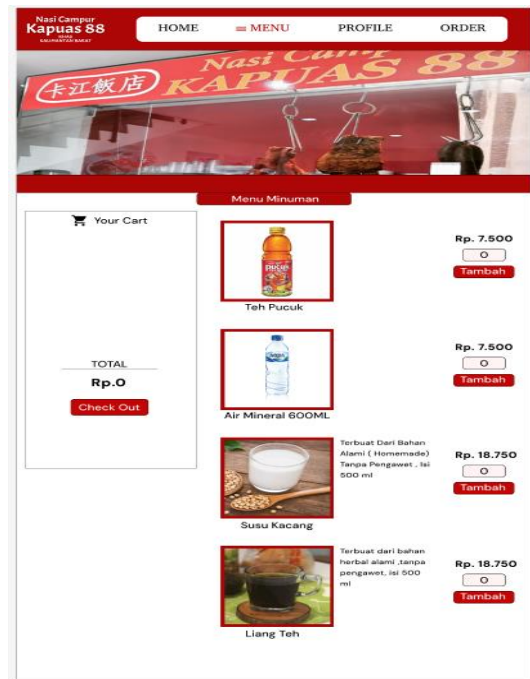 Nasi Campur
Kapuas 88
KALIMANTAN BARAT
HOME
MENU
PROFILE
ORDER
Nasi Camp
KAPUAS 88
卡江飯店
Menu Minuman
Your Cart
TOTAL
Rp.0
Check Out
PUCUK
Teh Pucuk
Rp. 7.500
0
Tambah
Air Mineral 600ML
Rp. 7.500
0
Tambah
Susu Kacang
Terbuat Dari Bahan
Alami ( Homemade)
Tanpa Pengawet , Isi
500 ml
Rp. 18.750
0
Tambah
Liang Teh
Terbuat dari bahan
herbal alami ,tanpa
pengawet, isi 500
ml
Rp. 18.750
0
Tambah